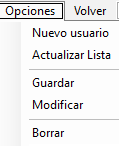 Opciones Volver
Nuevo usuario
Actualizar Lista
Guardar
Modificar
Borrar